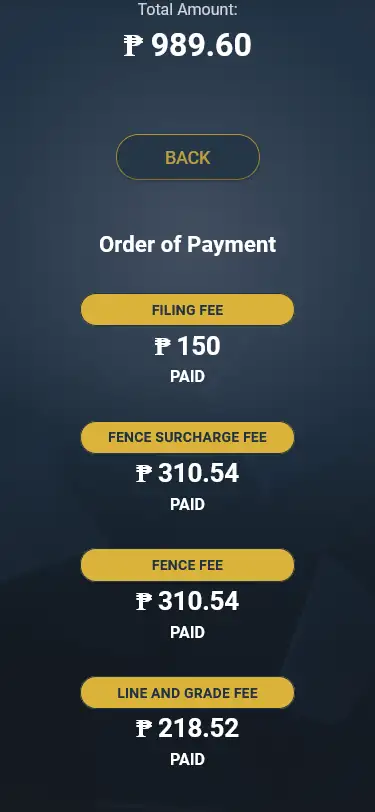 Total Amount:
₱ 989.60
BACK
Order of Payment
FILING FEE
₱ 150
PAID
FENCE SURCHARGE FEE
₱ 310.54
PAID
FENCE FEE
₱ 310.54
PAID
LINE AND GRADE FEE
₱ 218.52
PAID